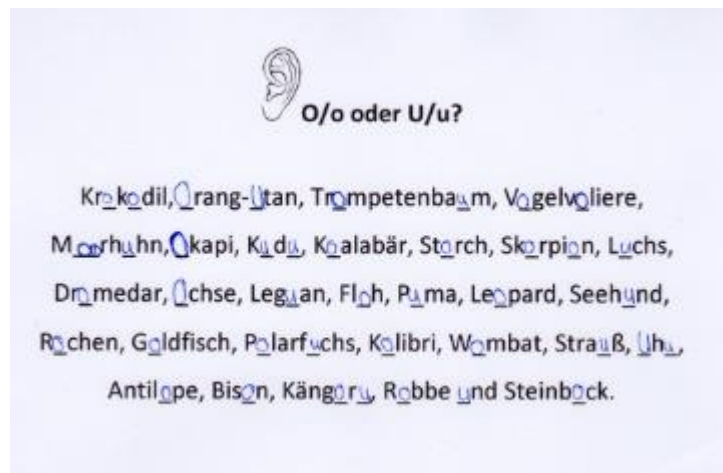 O/o oder U/u?
Krokodil, Orang-Utan, Trompetenbaum, Vogelvoliere,
Moorhuhn, Okapi, Kudu, Koalabär, Storch, Skorpion, Luchs,
Dromedar, Ochse, Leguan, Floh, Puma, Leopard, Seehund,
Rochen, Goldfisch, Polarfuchs, Kolibri, Wombat, Strauß, Uhu,
Antilope, Bison, Kängoru, Robbe und Steinbock.